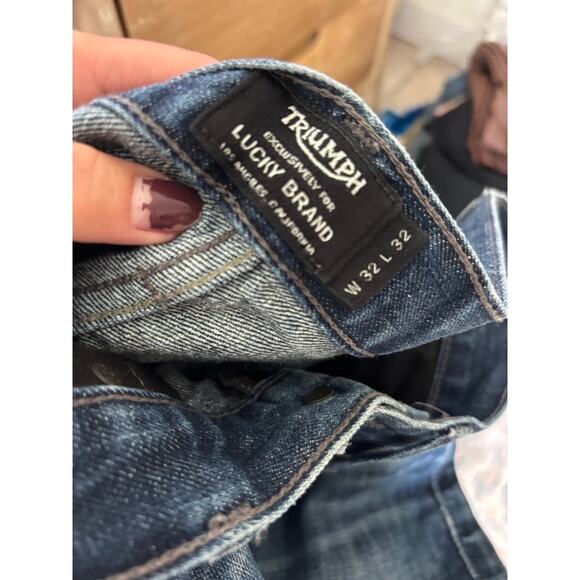 TRIUMPH
EXCLUSIVELY FOR
LUCKY BRAND
LOS ANGELES, CALIFORNIA
W 32 L 32